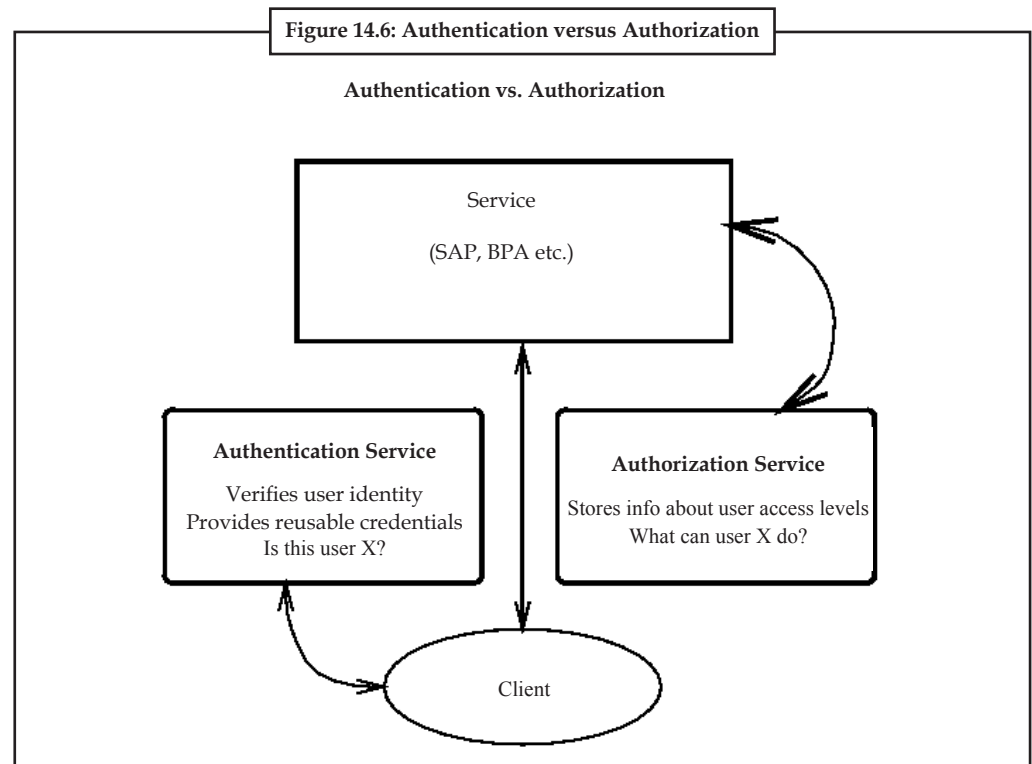 Figure 14.6: Authentication versus Authorization
Authentication vs. Authorization
Service
(SAP, BPA etc.)
Authentication Service
Verifies user identity
Provides reusable credentials
Is this user X?
Authorization Service
Stores info about user access levels
What can user X do?
Client